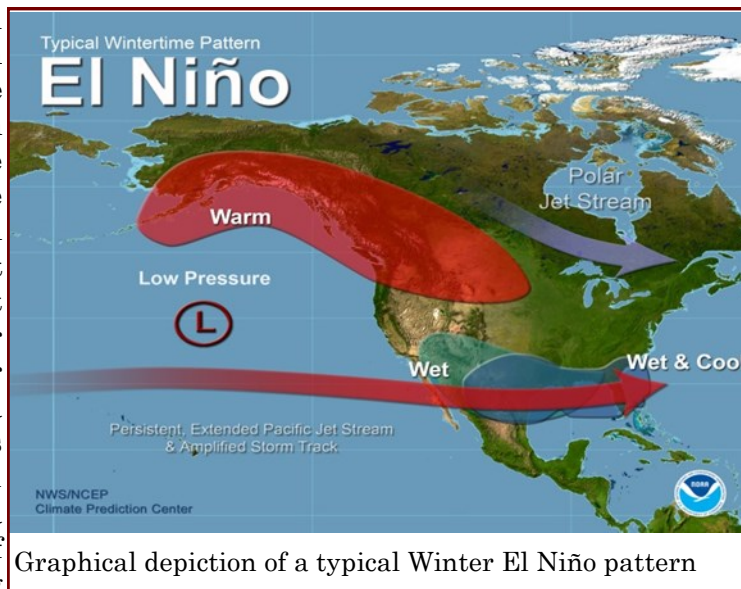 Typical Wintertime Pattern
El Niño
Polar
Jet Stream
Warm
Low Pressure
L
Wet
Wet & Coo
Persistent, Extended Pacific Jet Stream
& Amplified Storm Track
NWS/NCEP
Climate Prediction Center
NOAA
Graphical depiction of a typical Winter El Niño pattern